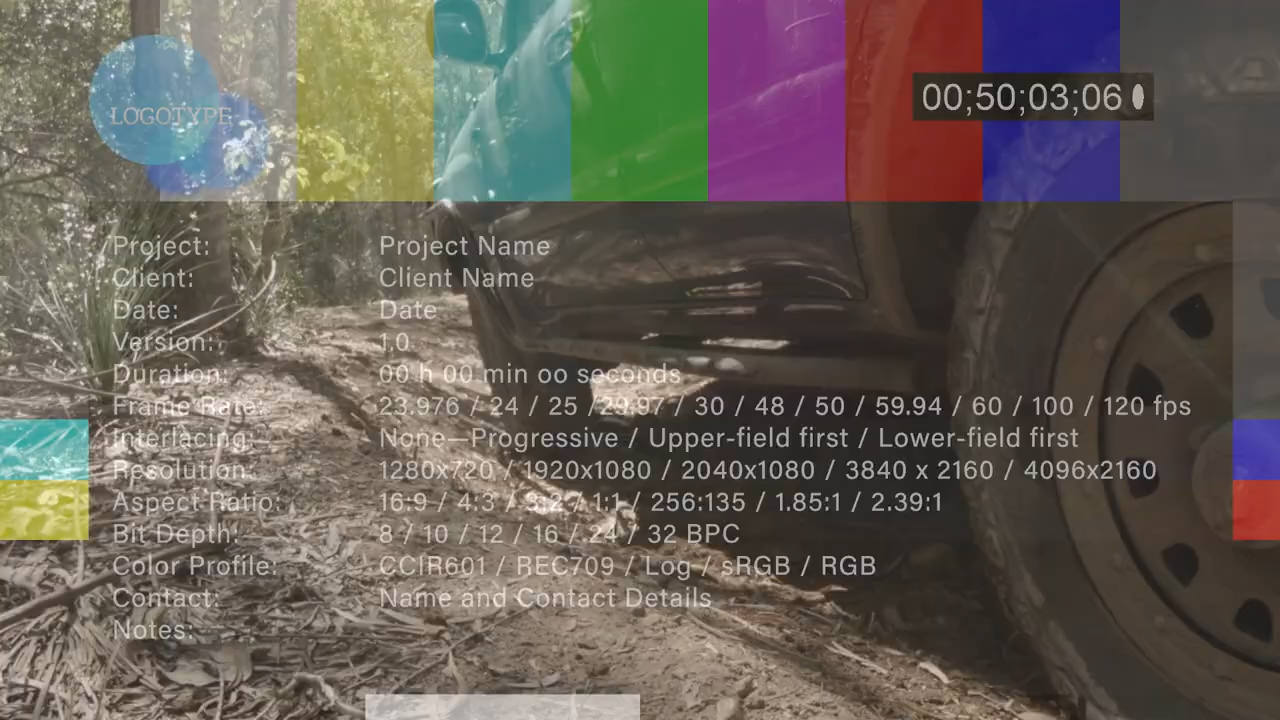 LOGOTYPE
00;50;03;06
Project: Project Name
Client: Client Name
Date: Date
Version: 1.0
Duration: 00 h 00 min oo seconds
Frame Rate: 23.976 / 24 / 25 / 29.97 / 30 / 48 / 50 / 59.94 / 60 / 100 / 120 fps
Interlacing: None—Progressive / Upper-field first / Lower-field first
Resolution: 1280x720 / 1920x1080 / 2040x1080 / 3840 x 2160 / 4096x2160
Aspect Ratio: 16:9 / 4:3 / 3:2 / 1:1 / 256:135 / 1.85:1 / 2.39:1
Bit Depth: 8 / 10 / 12 / 16 / 24 / 32 BPC
Color Profile: CCIR601 / REC709 / Log / sRGB / RGB
Contact: Name and Contact Details
Notes: